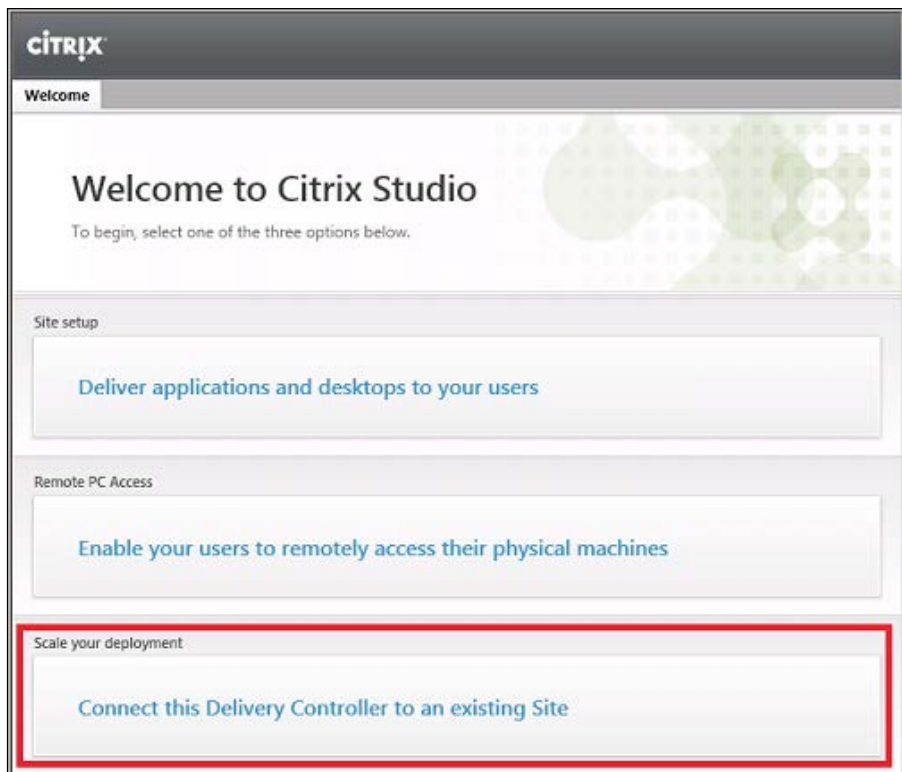 CİTRIX
Welcome
Welcome to Citrix Studio
To begin, select one of the three options below.
Site setup
Deliver applications and desktops to your users
Remote PC Access
Enable your users to remotely access their physical machines
Scale your deployment
Connect this Delivery Controller to an existing Site